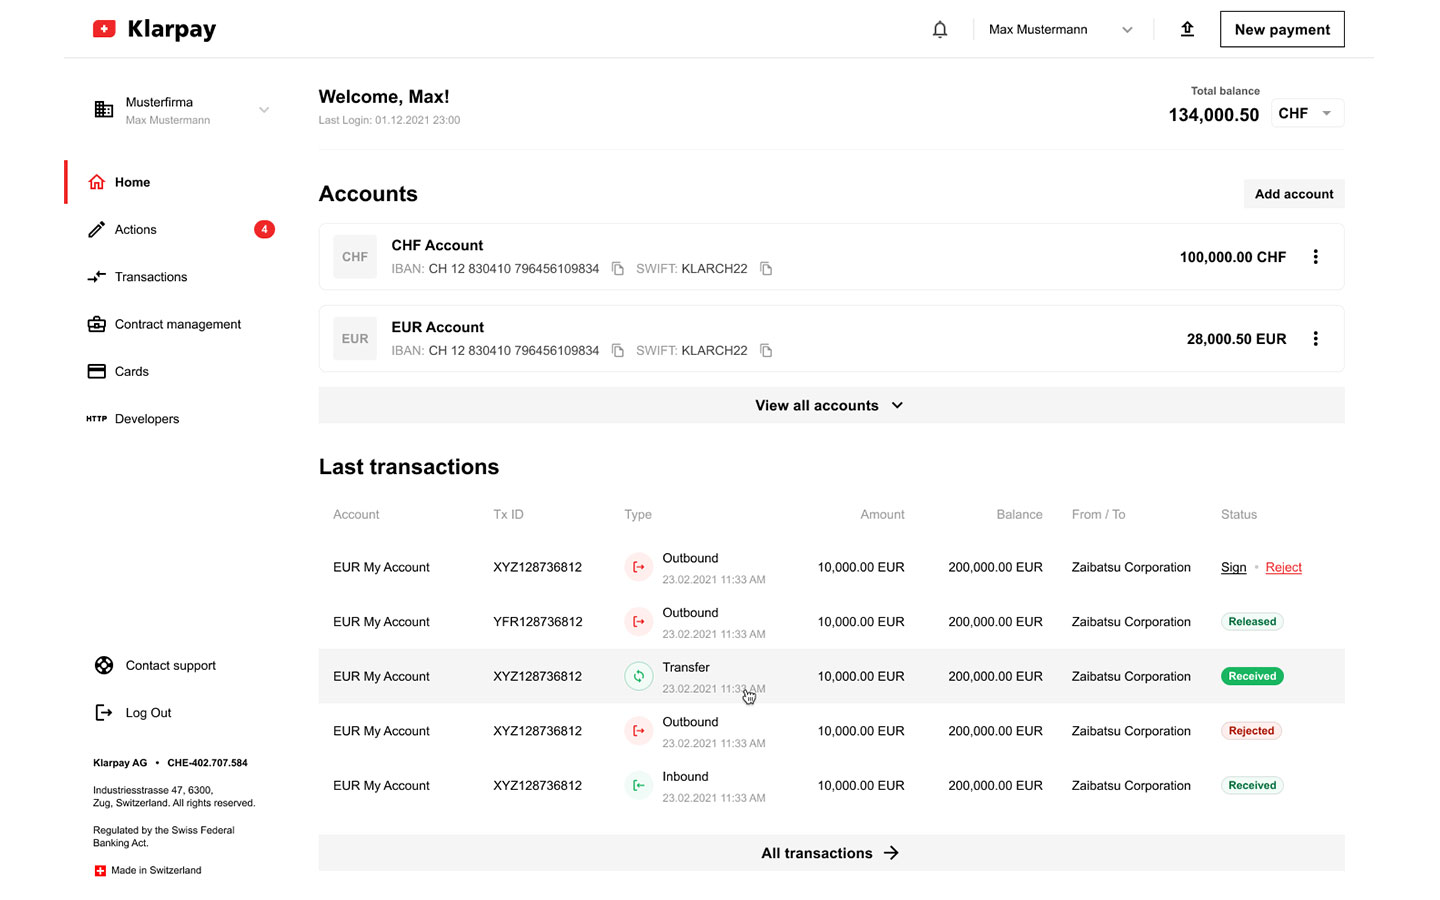 Klarpay
Max Mustermann
New payment
Musterfirma
Max Mustermann
Home
Actions
4
Transactions
Contract management
Cards
HTTP Developers
Contact support
Log Out
Klarpay AG • CHE-402.707.584
Industriesstrasse 47, 6300,
Zug, Switzerland. All rights reserved.
Regulated by the Swiss Federal
Banking Act.
Made in Switzerland
Welcome, Max!
Last Login: 01.12.2021 23:00
Total balance
134,000.50
CHF
Accounts
Add account
CHF
CHF Account
IBAN: CH 12 830410 796456109834 SWIFT: KLARCH22
100,000.00 CHF
EUR
EUR Account
IBAN: CH 12 830410 796456109834 SWIFT: KLARCH22
28,000.50 EUR
View all accounts
Last transactions
Account Tx ID Type Amount Balance From / To Status
EUR My Account XYZ128736812 Outbound 10,000.00 EUR 200,000.00 EUR Zaibatsu Corporation Sign • Reject
23.02.2021 11:33 AM
EUR My Account YFR128736812 Outbound 10,000.00 EUR 200,000.00 EUR Zaibatsu Corporation Released
23.02.2021 11:33 AM
EUR My Account XYZ128736812 Transfer 10,000.00 EUR 200,000.00 EUR Zaibatsu Corporation Received
23.02.2021 11:33 AM
EUR My Account XYZ128736812 Outbound 10,000.00 EUR 200,000.00 EUR Zaibatsu Corporation Rejected
23.02.2021 11:33 AM
EUR My Account XYZ128736812 Inbound 10,000.00 EUR 200,000.00 EUR Zaibatsu Corporation Received
23.02.2021 11:33 AM
All transactions